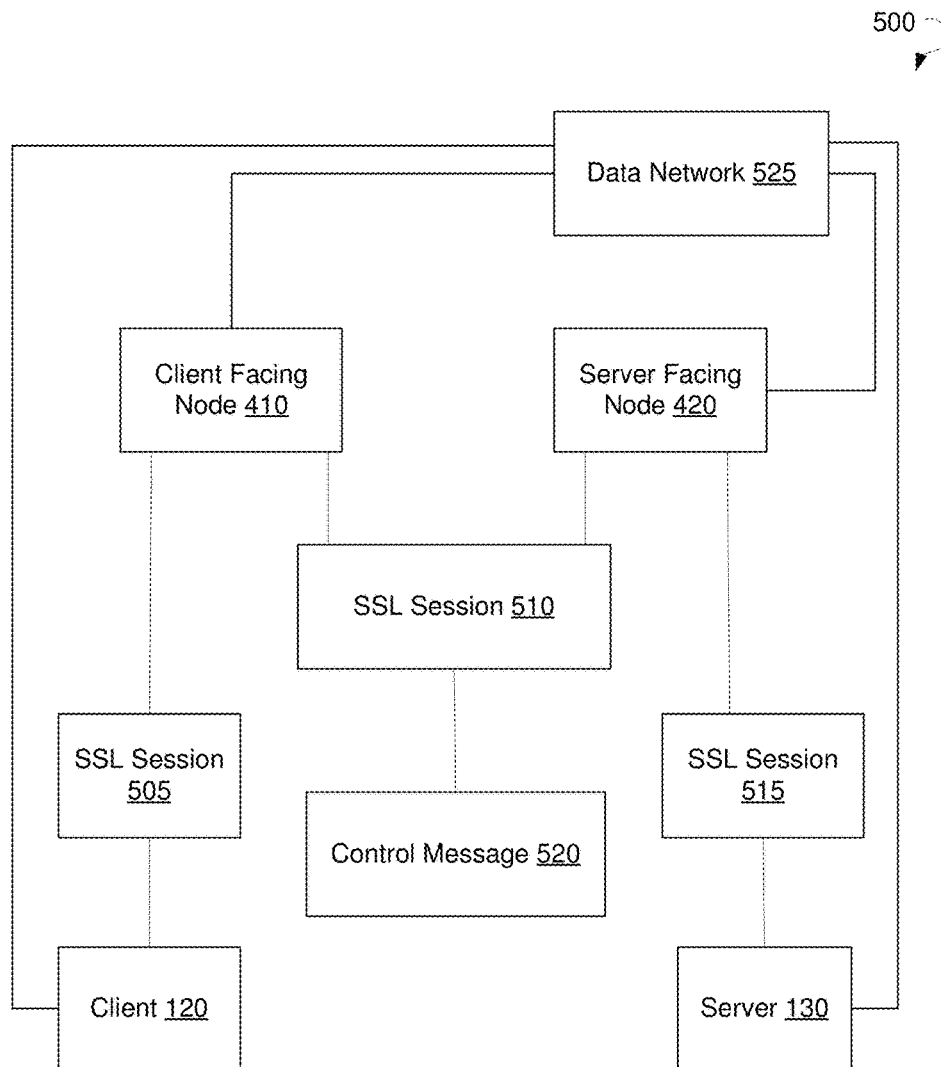 500
Data Network 525
Client Facing
Node 410
Server Facing
Node 420
SSL Session 510
SSL Session
505
SSL Session
515
Control Message 520
Client 120
Server 130